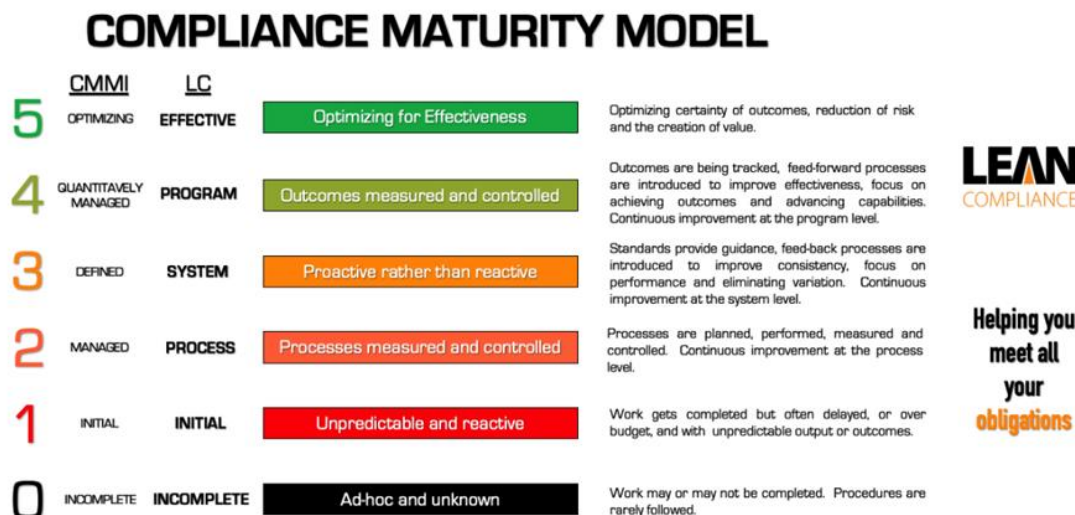 COMPLIANCE MATURITY MODEL
CMMI LC
5 OPTIMIZING EFFECTIVE Optimizing for Effectiveness
Optimizing certainty of outcomes, reduction of risk
and the creation of value.
4 QUANTITAVELY
MANAGED PROGRAM Outcomes measured and controlled
Outcomes are being tracked, feed-forward processes
are introduced to improve effectiveness, focus on
achieving outcomes and advancing capabilities.
Continuous improvement at the program level.
3 DEFINED SYSTEM Proactive rather than reactive
Standards provide guidance, feed-back processes are
introduced to improve consistency, focus on
performance and eliminating variation. Continuous
improvement at the system level.
2 MANAGED PROCESS Processes measured and controlled
Processes are planned, performed, measured and
controlled. Continuous improvement at the process
level.
1 INITIAL INITIAL Unpredictable and reactive
Work gets completed but often delayed, or over
budget, and with unpredictable output or outcomes.
0 INCOMPLETE INCOMPLETE Ad-hoc and unknown
Work may or may not be completed. Procedures are
rarely followed.
LEAN
COMPLIANCE
Helping you
meet all
your
obligations